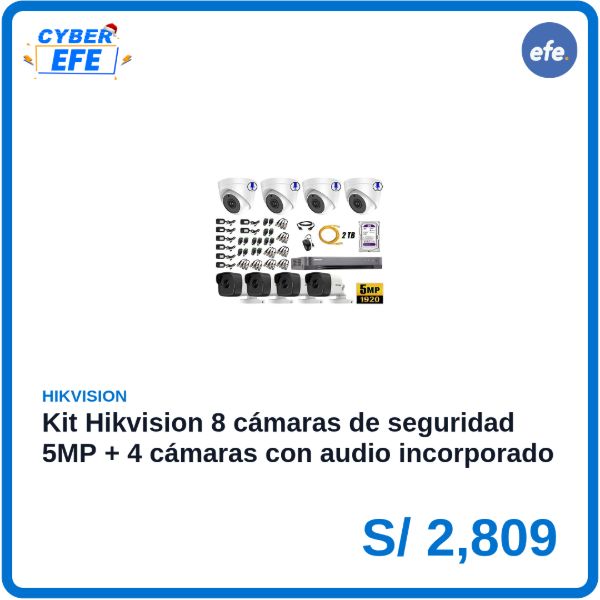 CYBER
EFE
efe.
2 TB
5MP
1920
HIKVISION
Kit Hikvision 8 cámaras de seguridad
5MP + 4 cámaras con audio incorporado
S/ 2,809